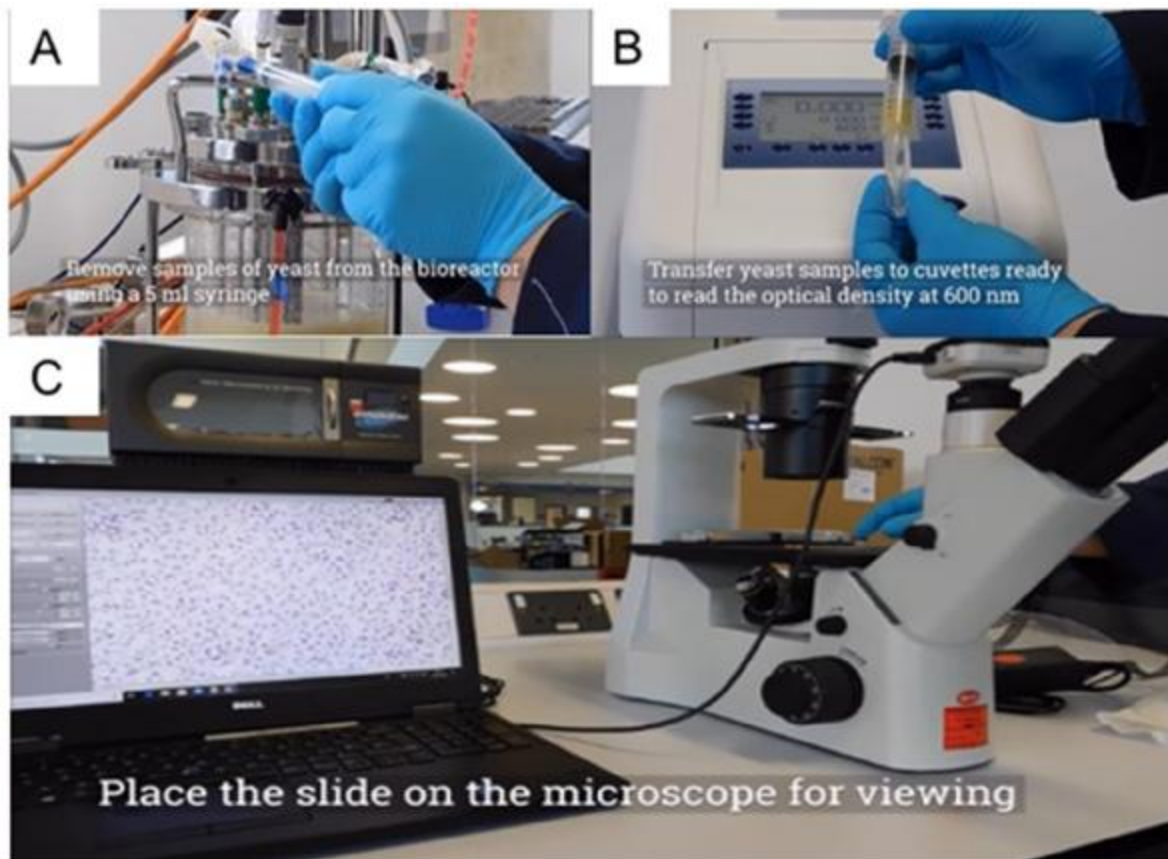 A
Remove samples of yeast from the bioreactor
using a 5 ml syringe
B
Transfer yeast samples to cuvettes ready
to read the optical density at 600 nm
C
DELL
Place the slide on the microscope for viewing